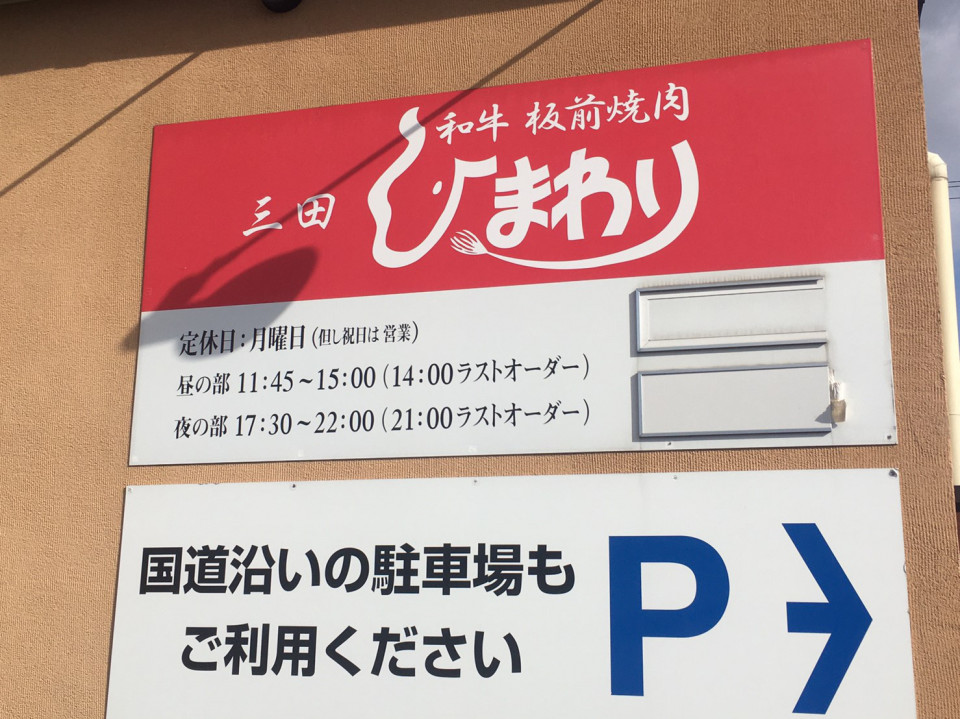 和牛 板前焼肉
三田 ひまわり
定休日：月曜日（但し祝日は 営業）
昼の部 11：45～15：00（14：00ラストオーダー）
夜の部 17：30～22：00（21：00ラストオーダー）
国道沿いの駐車場も
ご利用ください
P